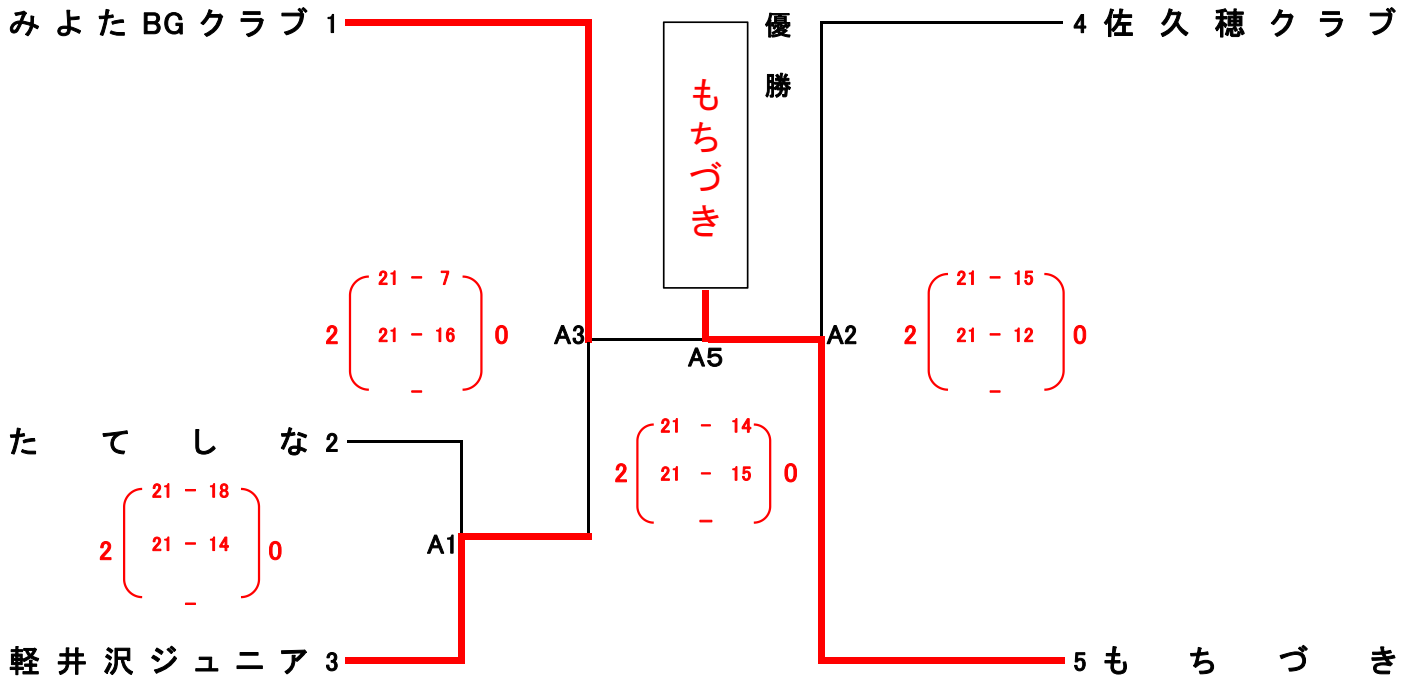 みよたBGクラブ 1
優勝
もちづき
4 佐久穂クラブ
21 - 7
2 21 - 16 0
-
A3
A5
A2
21 - 15
2 21 - 12 0
-
たてしな 2
21 - 18
2 21 - 14 0
-
A1
21 - 14
2 21 - 15 0
-
軽井沢ジュニア 3
5 もちづき